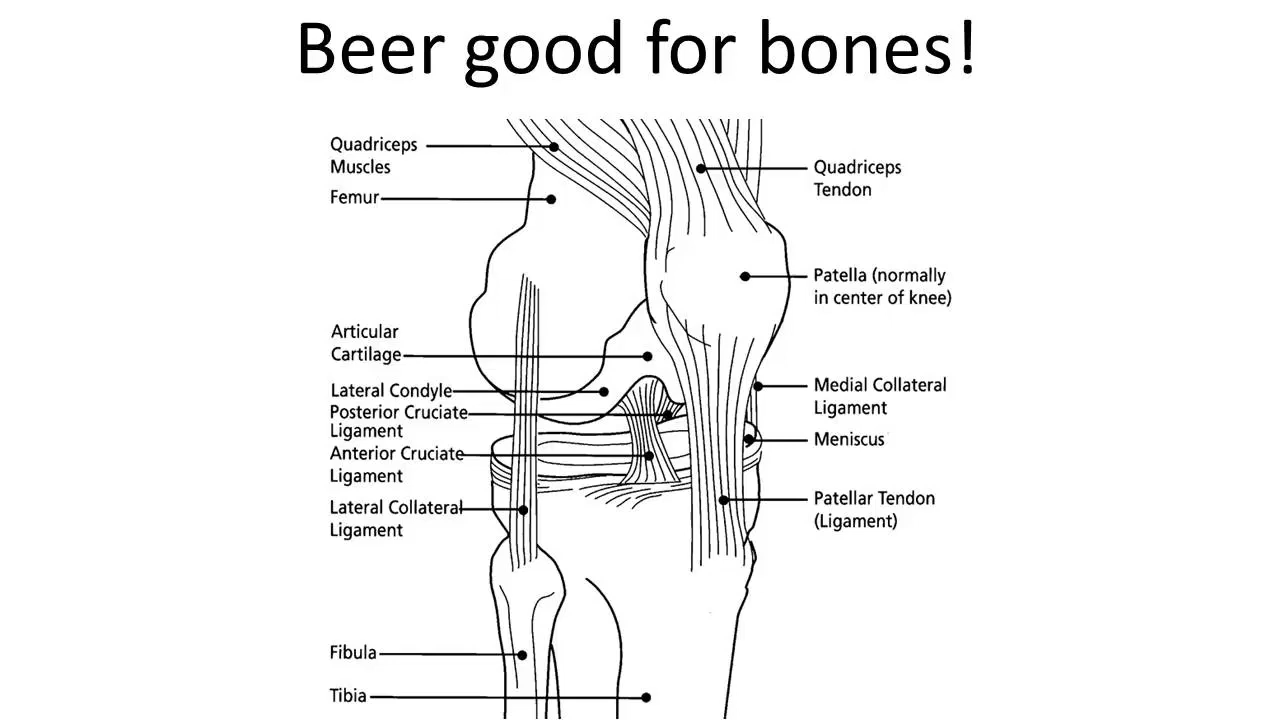 Beer good for bones!
Quadriceps
Muscles
Femur
Articular
Cartilage
Lateral Condyle
Posterior Cruciate
Ligament
Anterior Cruciate
Ligament
Lateral Collateral
Ligament
Fibula
Tibia
Quadriceps
Tendon
Patella (normally
in center of knee)
Medial Collateral
Ligament
Meniscus
Patellar Tendon
(Ligament)